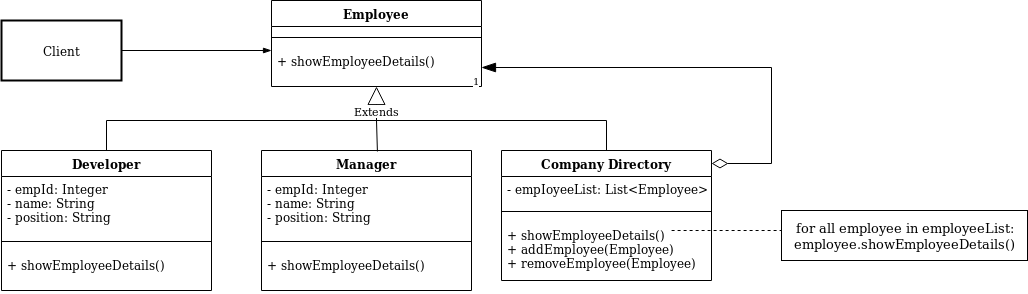 Employee
Client
+ showEmployeeDetails()
1
Extends
Developer
- empId: Integer
- name: String
- position: String
+ showEmployeeDetails()
Manager
- empId: Integer
- name: String
- position: String
+ showEmployeeDetails()
Company Directory
- empIoyeeList: List<Employee>
+ showEmployeeDetails()
+ addEmployee(Employee)
+ removeEmployee(Employee)
for all employee in employeeList:
employee.showEmployeeDetails()